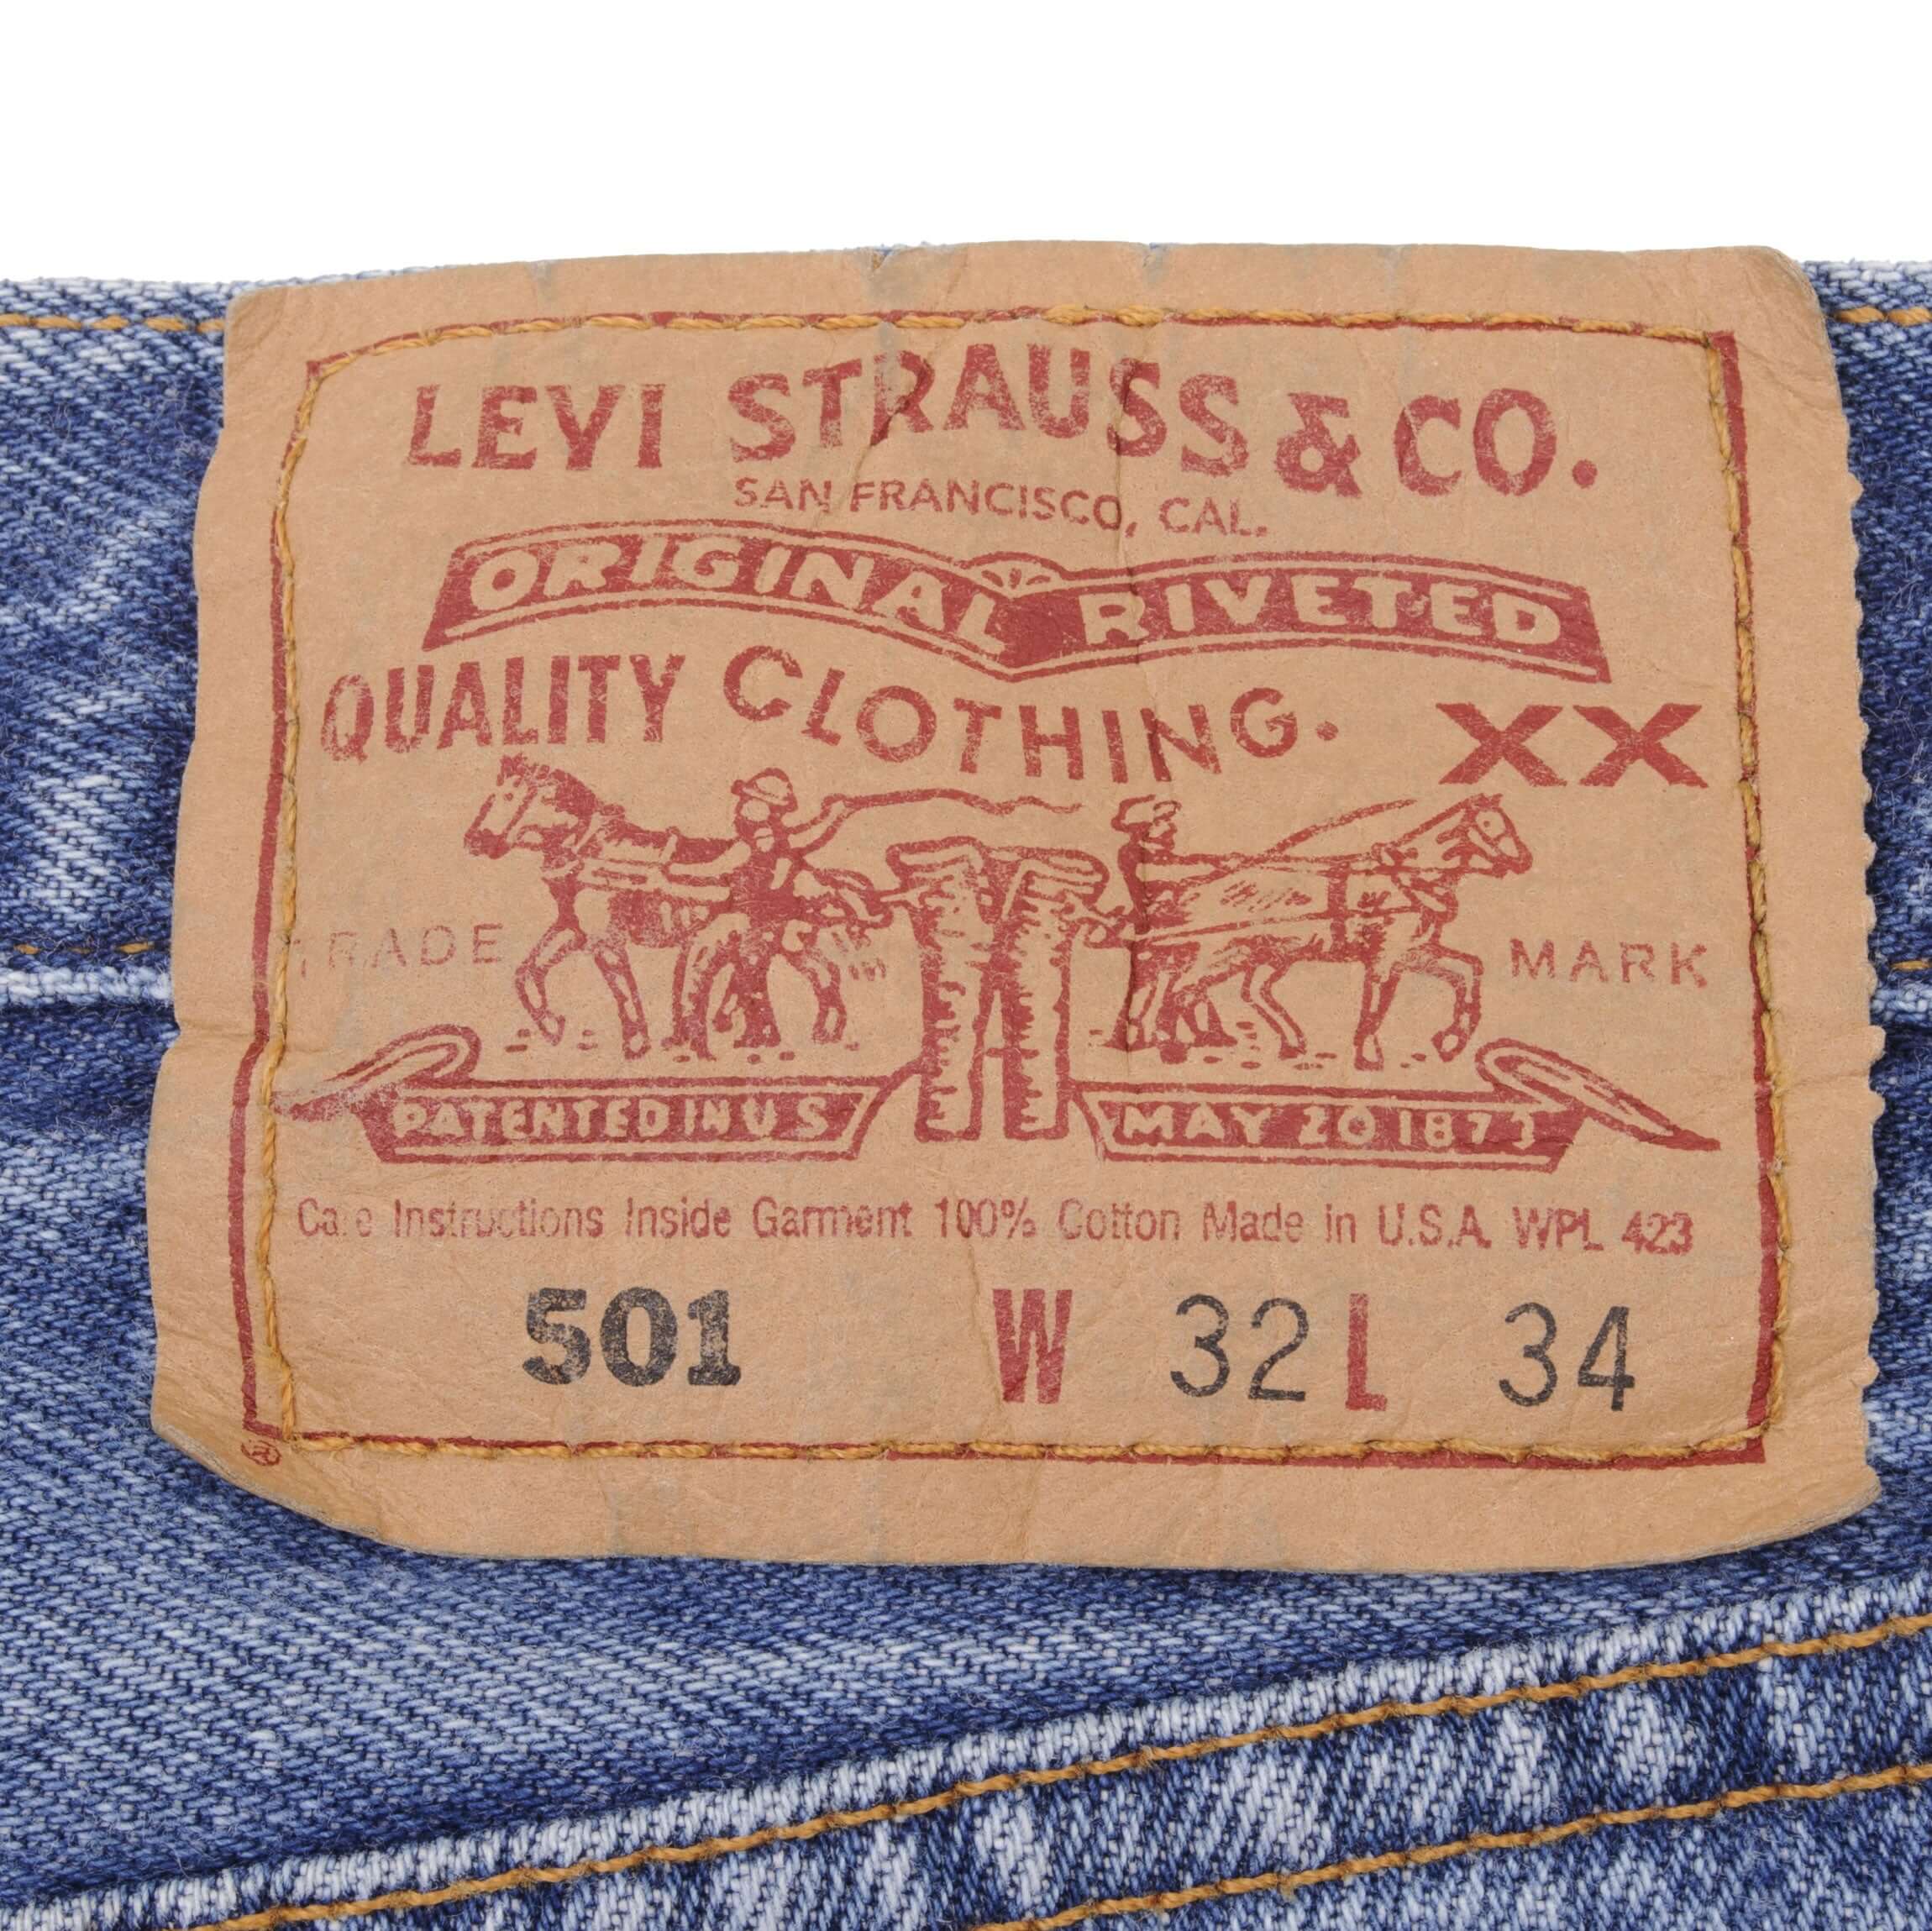 LEVI STRAUSS & CO.
SAN FRANCISCO, CAL.
ORIGINAL RIVETED
QUALITY CLOTHING. XX
TRADE MARK
PATENTED IN U S MAY 20 1873
Care Instructions Inside Garment 100% Cotton Made in U.S.A. WPL 423
501 W 32 L 34
®